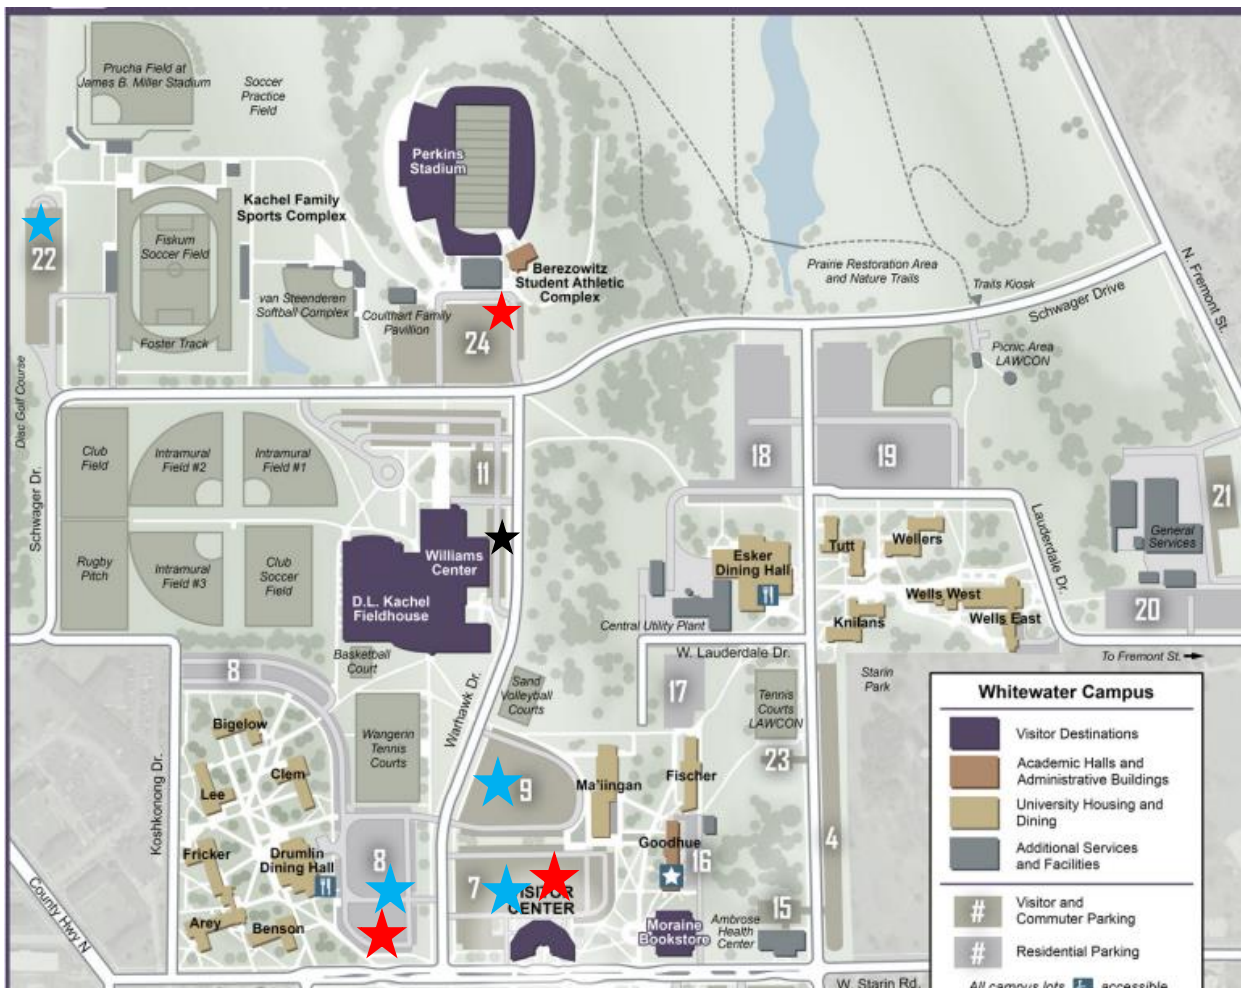 Prucha Field at
James B. Miller Stadium
Soccer
Practice
Field
Perkins
Stadium
Kachel Family
Sports Complex
22
Fiskum
Soccer Field
Berezowitz
Student Athletic
Complex
Prairie Restoration Area
and Nature Trails
Trails Kiosk
N. Fremont St.
Schwager Drive
van Steenderen
Softball Complex
Coulthart Family
Pavillion
24
Foster Track
Picnic Area
LAWCON
Disc Golf Course
Club
Field
Intramural
Field #2
Intramural
Field #1
11
18
19
21
Schwager Dr.
Williams
Center
Esker
Dining Hall
Tutt
Wellers
Lauderdale Dr.
General
Services
Rugby
Pitch
Intramural
Field #3
Club
Soccer
Field
D.L. Kachel
Fieldhouse
Wells West
Wells East
20
Central Utility Plant
Knilans
Basketball
Court
W. Lauderdale Dr.
To Fremont St.
8
Sand
Volleyball
Courts
17
Starin
Park
Warhawk Dr.
Tennis
Courts
LAWCON
Bigelow
Wangerin
Tennis
Courts
23
Koshkonong Dr.
Clem
Lee
9
Ma'iingan
Fischer
4
Fricker
Drumlin
Dining Hall
8
7
Goodhue
16
VISITOR
CENTER
15
Arey
Benson
Moraine
Bookstore
Ambrose
Health
Center
County Hwy N
W. Starin Rd.
Whitewater Campus
Visitor Destinations
Academic Halls and
Administrative Buildings
University Housing and
Dining
Additional Services
and Facilities
# Visitor and
Commuter Parking
# Residential Parking
All campus lots accessible